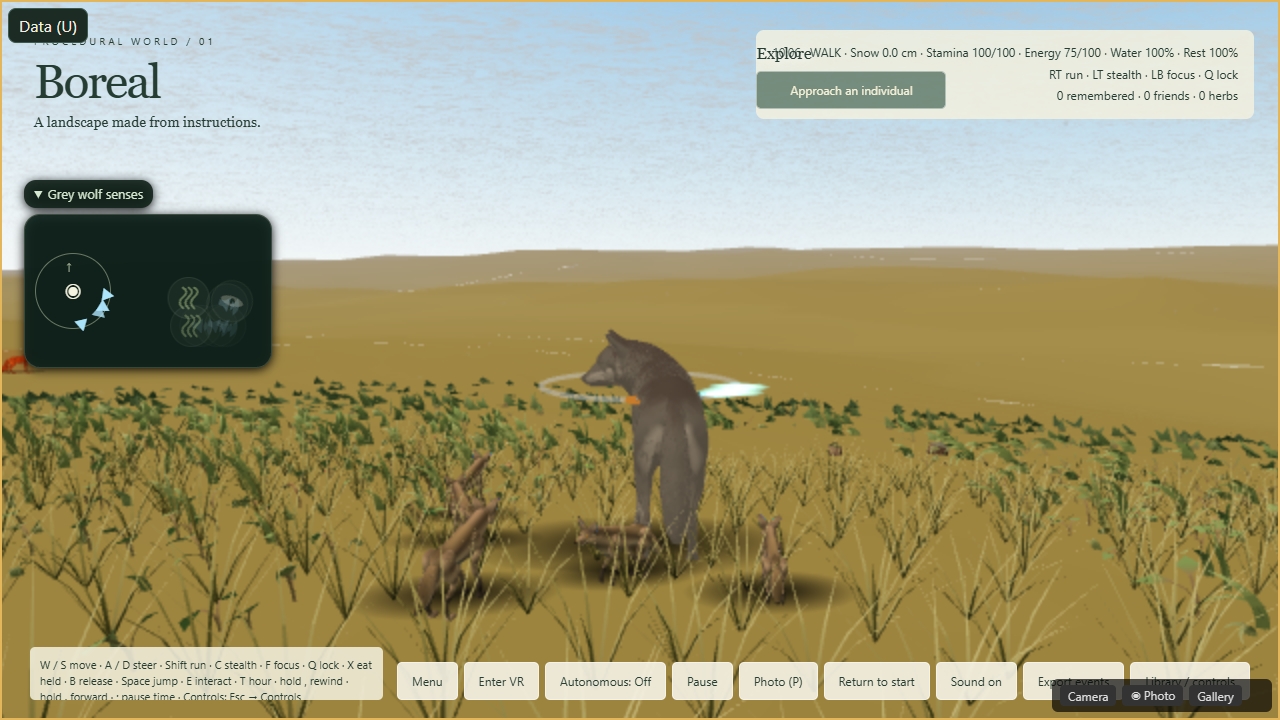 Data (U)
PROCEDURAL WORLD / 01
Boreal
A landscape made from instructions.
Explore
WALK · Snow 0.0 cm · Stamina 100/100 · Energy 75/100 · Water 100% · Rest 100%
Approach an individual
RT run · LT stealth · LB focus · Q lock
0 remembered · 0 friends · 0 herbs
▼ Grey wolf senses
↑
W / S move · A / D steer · Shift run · C stealth · F focus · Q lock · X eat
held · B release · Space jump · E interact · T hour · hold , rewind ·
hold . forward · ; pause time · Controls: Esc → Controls
Menu
Enter VR
Autonomous: Off
Pause
Photo (P)
Return to start
Sound on
Export events
Library / controls
Camera
◉ Photo
Gallery